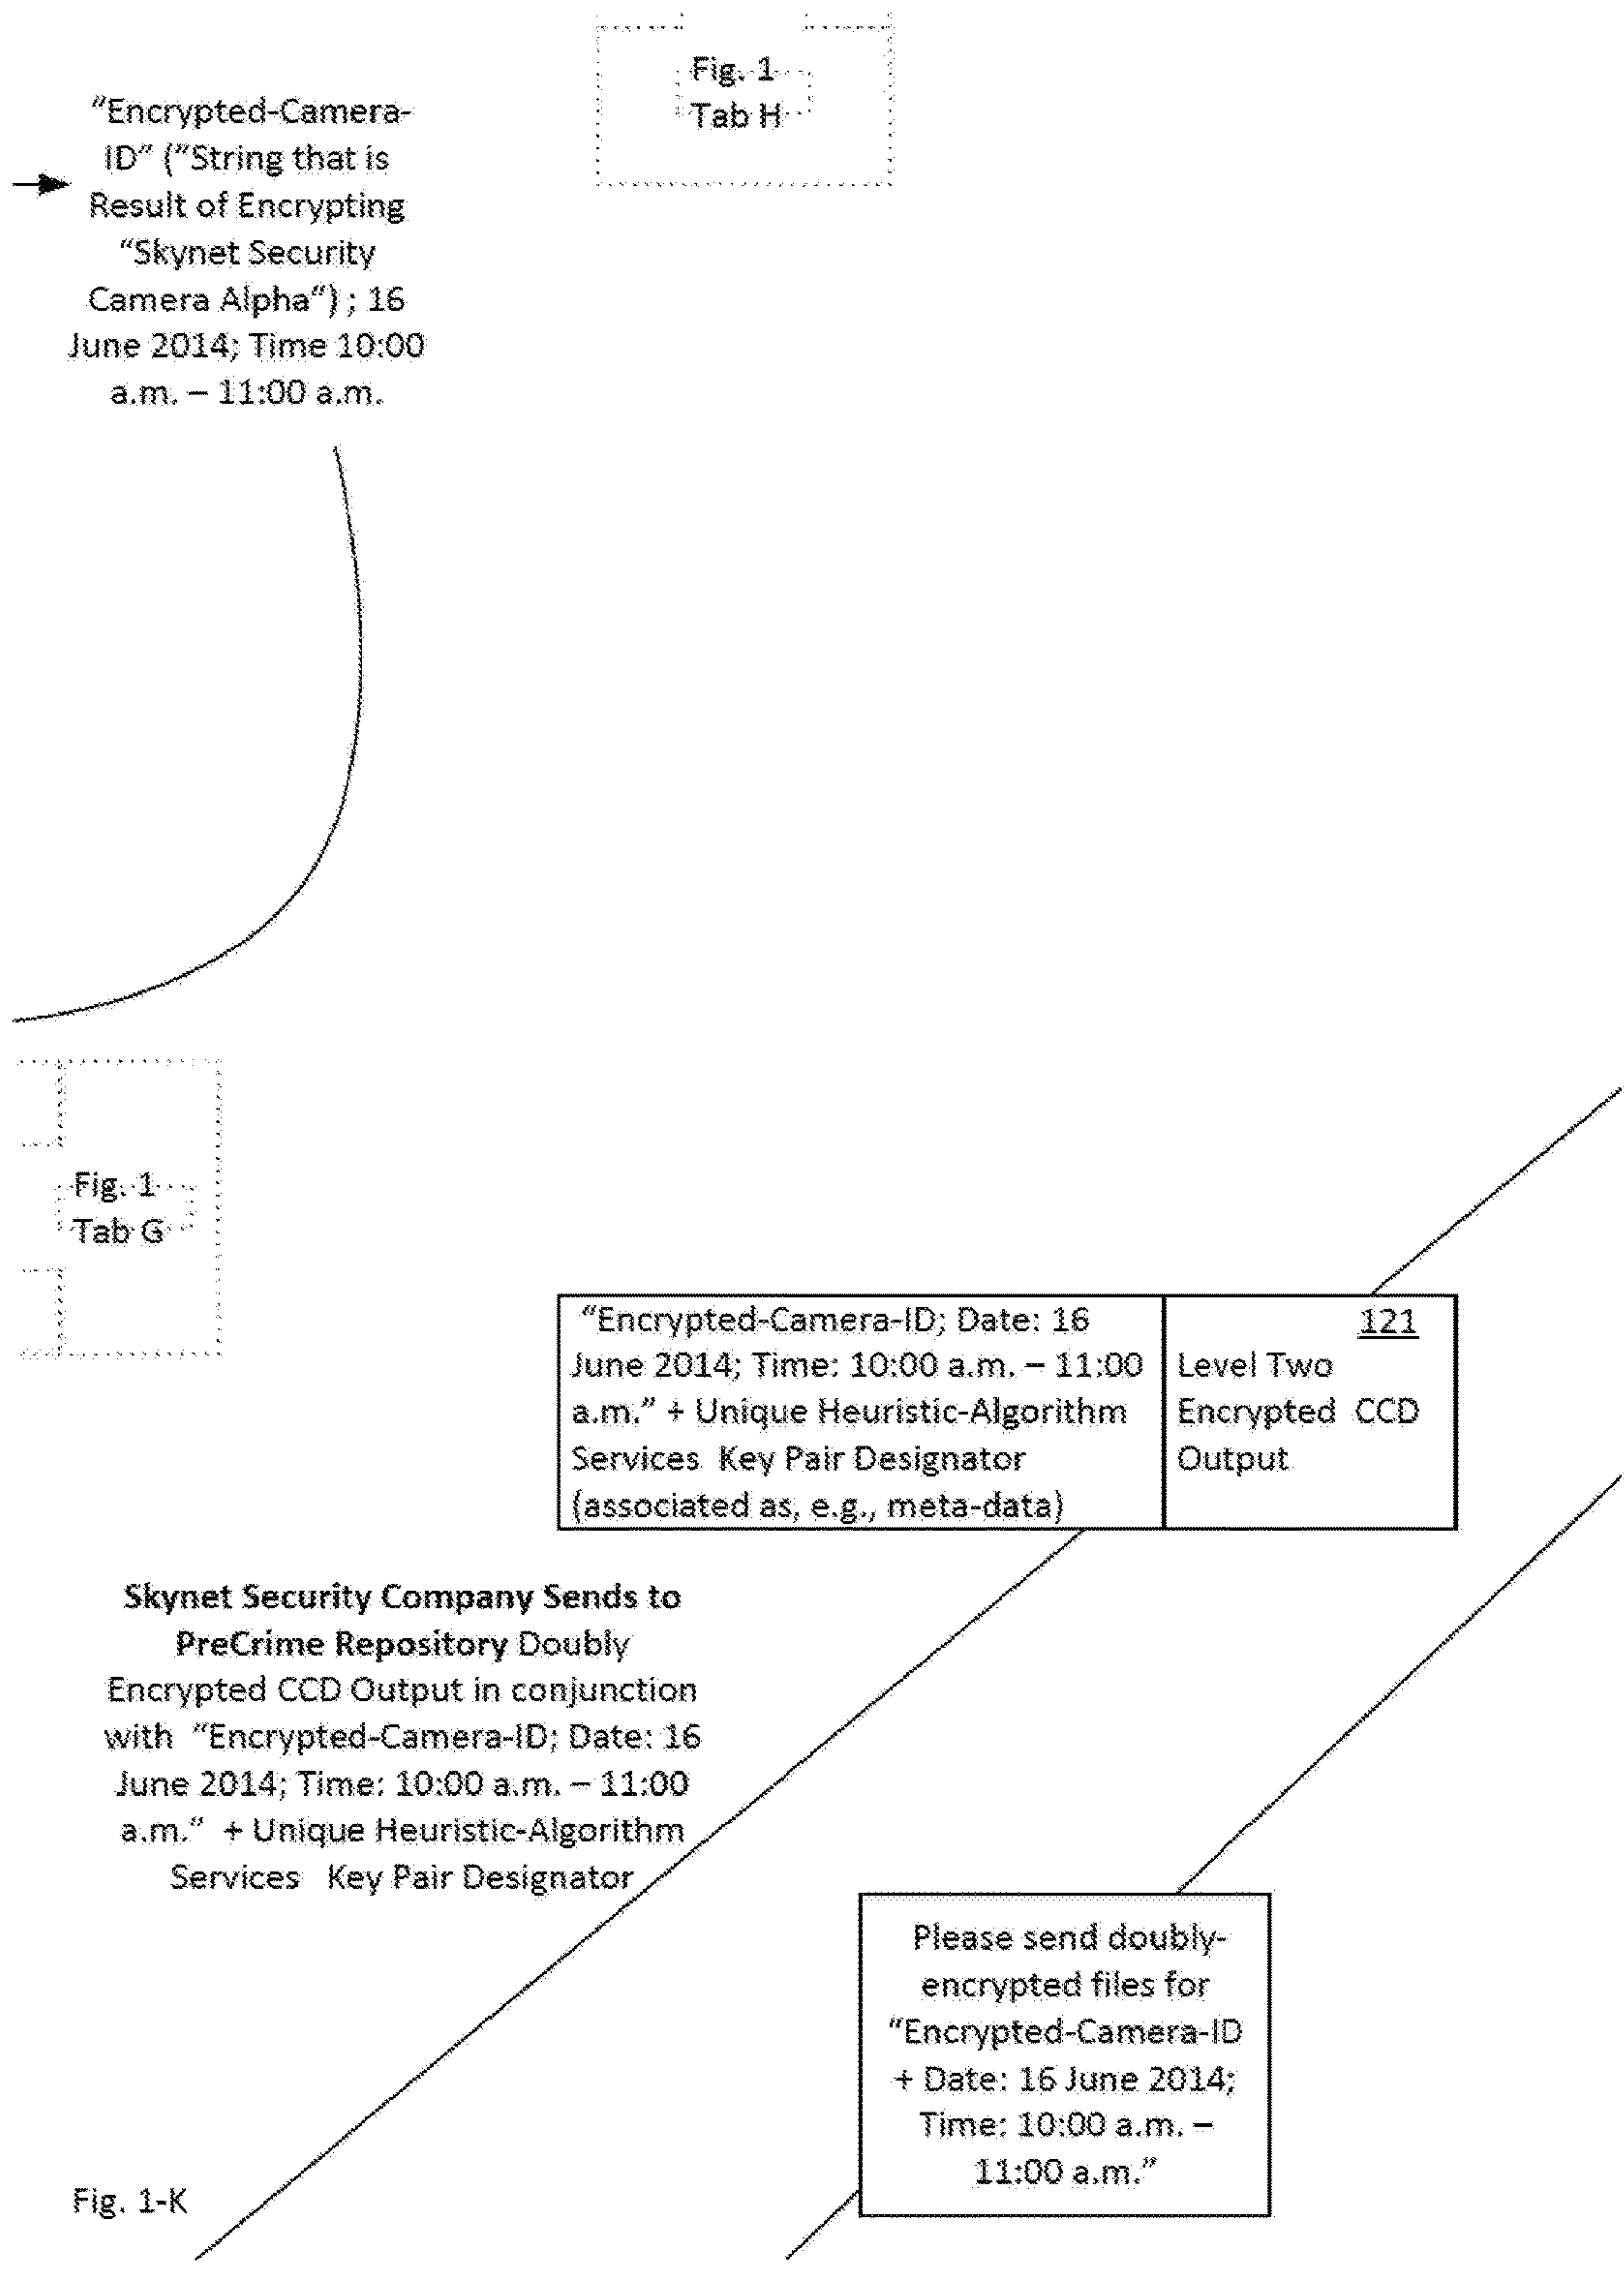 Fig. 1
Tab H
“Encrypted-Camera-
ID” (“String that is
Result of Encrypting
“Skynet Security
Camera Alpha“) ; 16
June 2014; Time 10:00
a.m. – 11:00 a.m.
Fig. 1
Tab G
“Encrypted-Camera-ID; Date: 16
June 2014; Time: 10:00 a.m. – 11:00
a.m.” + Unique Heuristic-Algorithm
Services Key Pair Designator
(associated as, e.g., meta-data)
121
Level Two
Encrypted CCD
Output
Skynet Security Company Sends to
PreCrime Repository Doubly
Encrypted CCD Output in conjunction
with “Encrypted-Camera-ID; Date: 16
June 2014; Time: 10:00 a.m. – 11:00
a.m.” + Unique Heuristic-Algorithm
Services Key Pair Designator
Please send doubly-
encrypted files for
“Encrypted-Camera-ID
+ Date: 16 June 2014;
Time: 10:00 a.m. –
11:00 a.m.”
Fig. 1-K